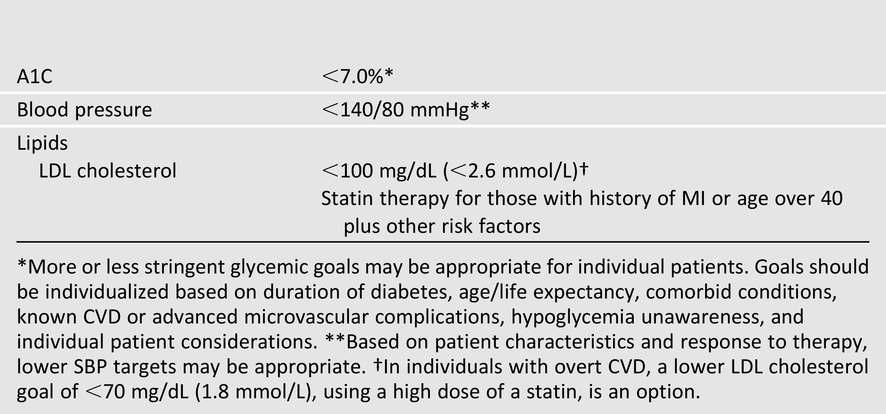 A1C <7.0%*
Blood pressure <140/80 mmHg**
Lipids
LDL cholesterol <100 mg/dL (<2.6 mmol/L)†
Statin therapy for those with history of MI or age over 40
plus other risk factors
*More or less stringent glycemic goals may be appropriate for individual patients. Goals should
be individualized based on duration of diabetes, age/life expectancy, comorbid conditions,
known CVD or advanced microvascular complications, hypoglycemia unawareness, and
individual patient considerations. **Based on patient characteristics and response to therapy,
lower SBP targets may be appropriate. †In individuals with overt CVD, a lower LDL cholesterol
goal of <70 mg/dL (1.8 mmol/L), using a high dose of a statin, is an option.